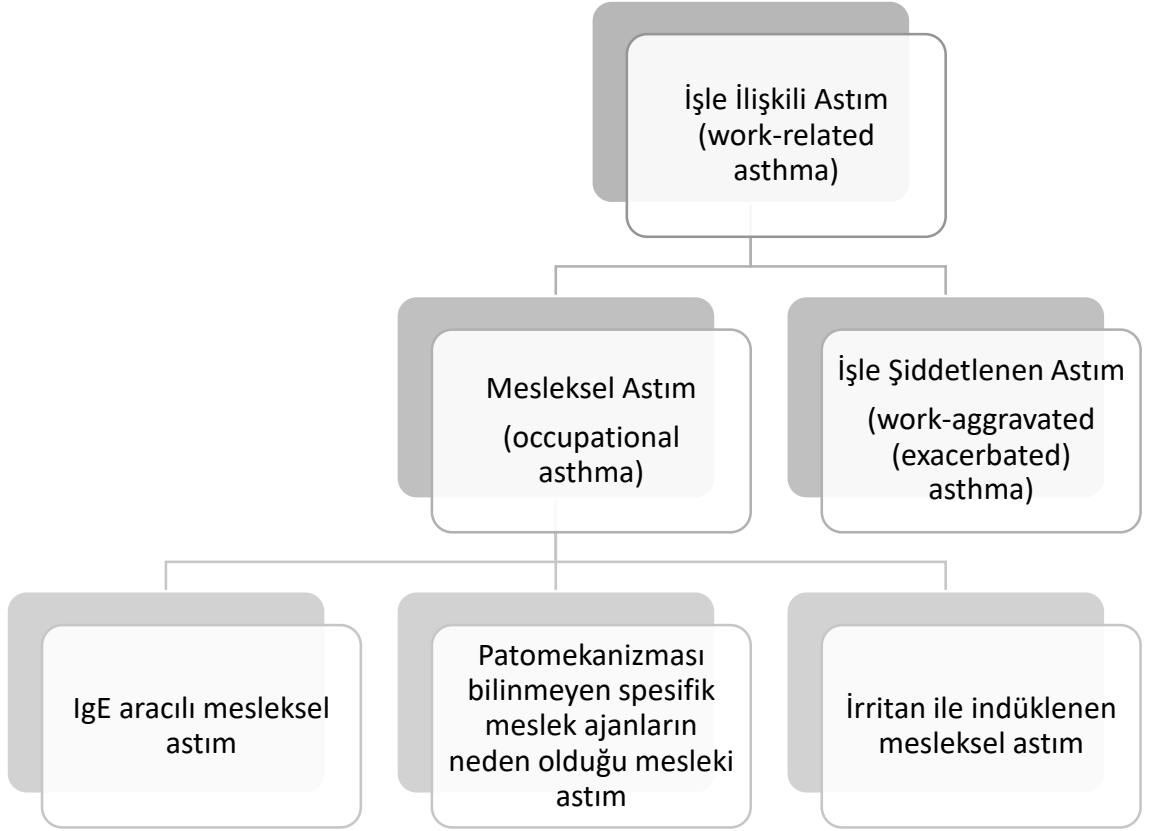 İşle İlişkili Astım
(work-related
asthma)
Mesleksel Astım
(occupational
asthma)
İşle Şiddetlenen Astım
(work-aggravated
(exacerbated)
asthma)
IgE aracılı mesleksel
astım
Patomekanizması
bilinmeyen spesifik
meslek ajanların
neden olduğu mesleki
astım
İrritan ile indüklenen
mesleksel astım